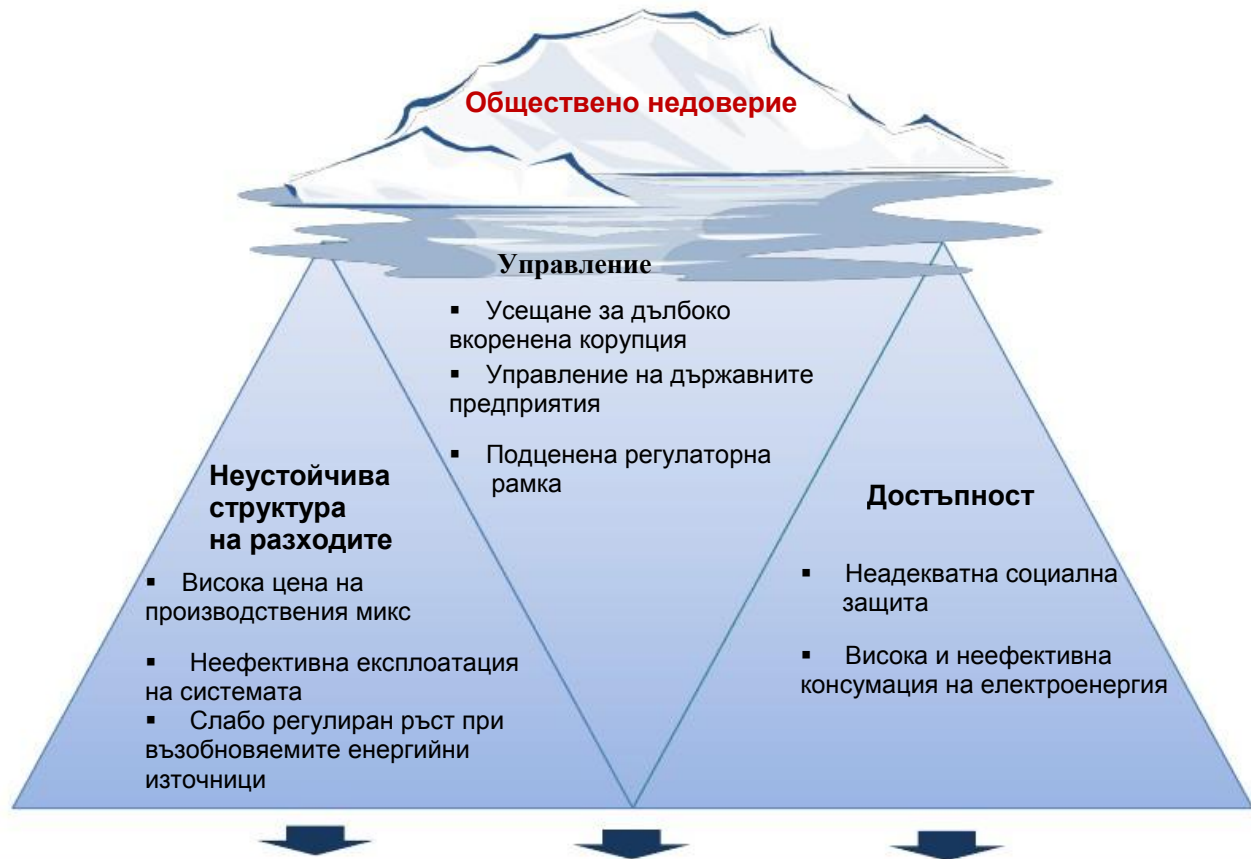 Обществено недоверие
Управление
▪ Усещане за дълбоко
вкоренена корупция
▪ Управление на държавните
предприятия
▪ Подценена регулаторна
рамка
Неустойчива
структура
на разходите
▪ Висока цена на
производствения микс
▪ Неефективна експлоатация
на системата
▪ Слабо регулиран ръст при
възобновяемите енергийни
източници
Достъпност
▪ Неадекватна социална
защита
▪ Висока и неефективна
консумация на електроенергия